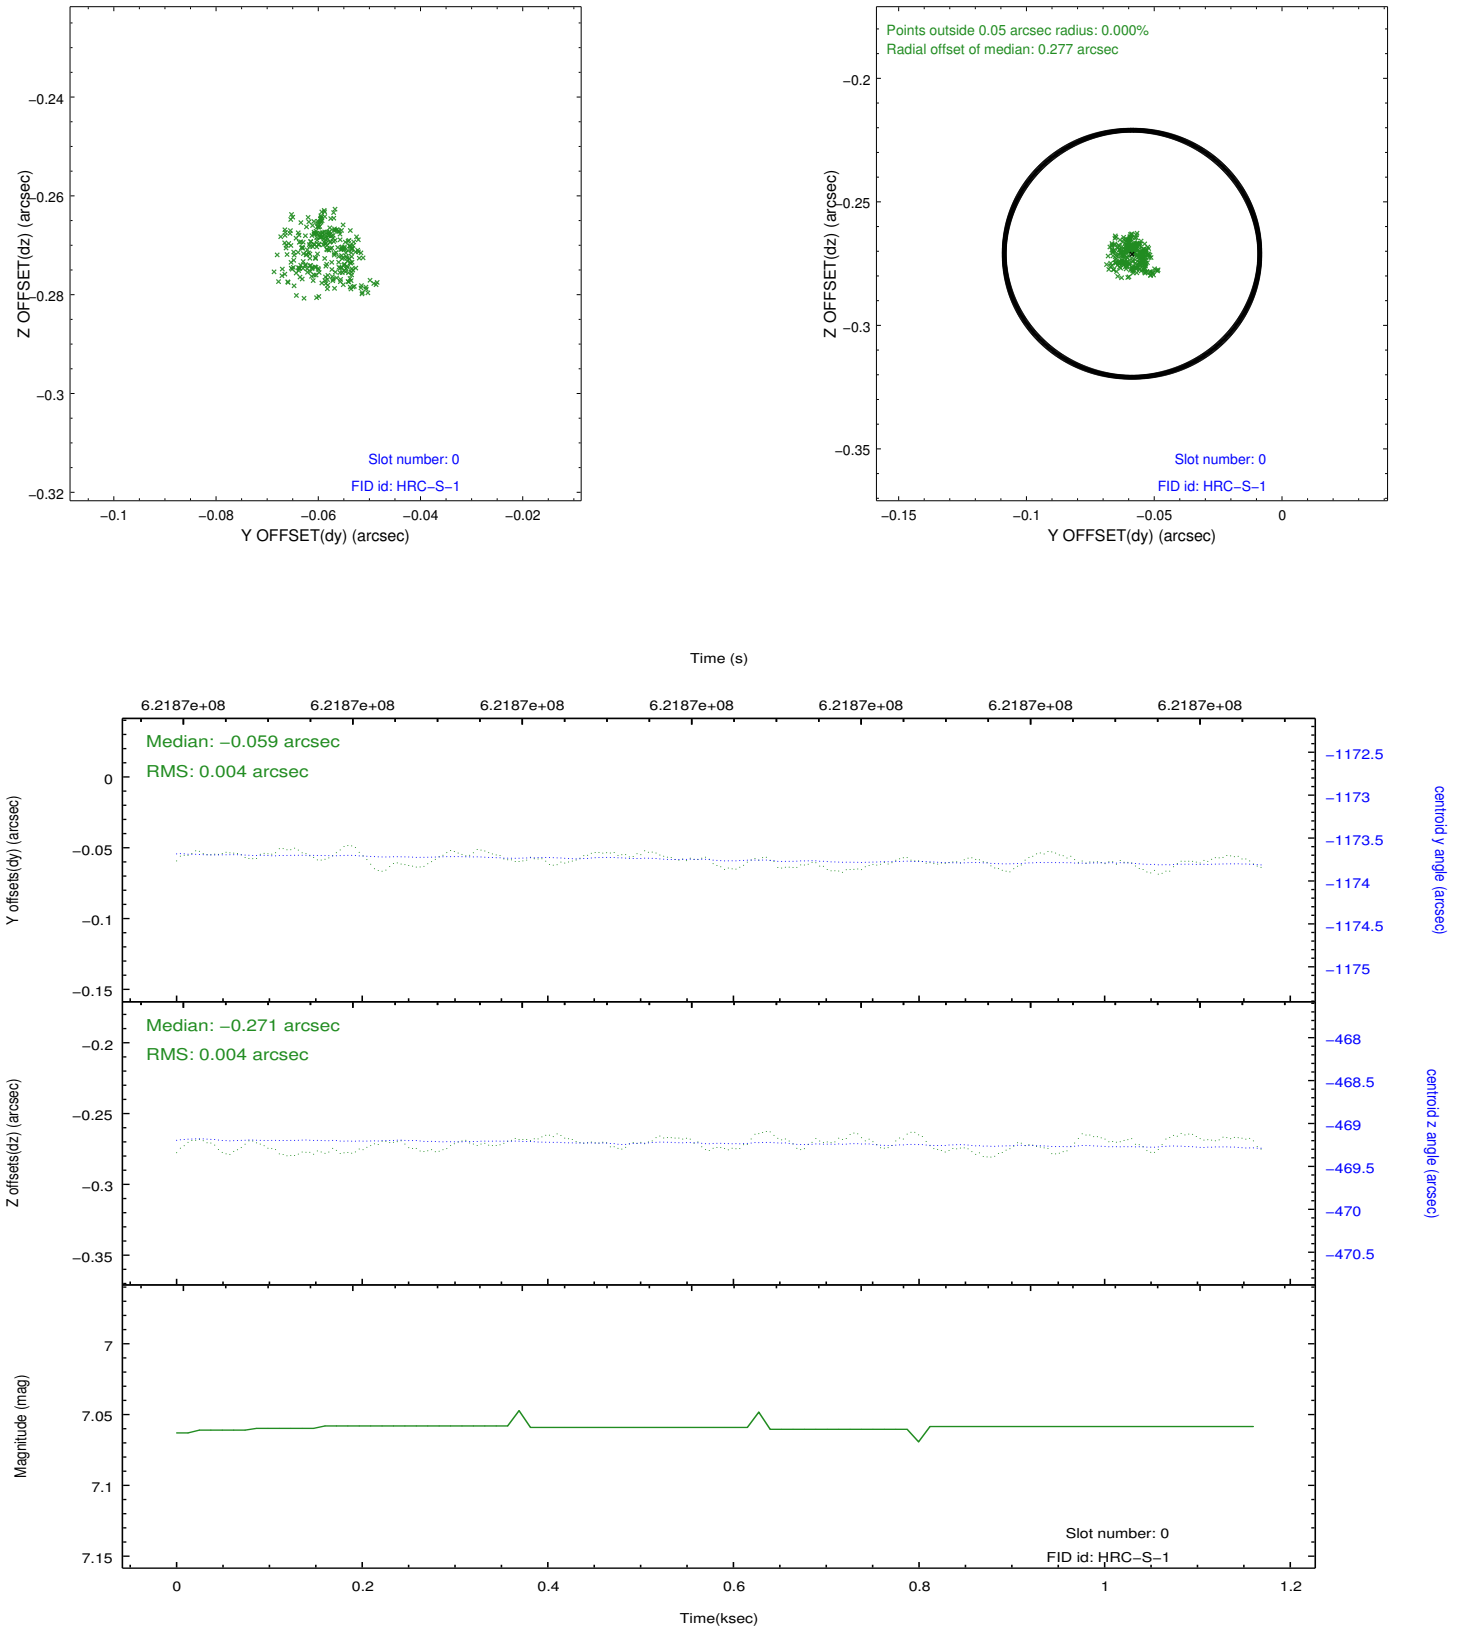 −0.24
−0.26
−0.28
−0.3
−0.32
Z OFFSET(dz) (arcsec)
Slot number: 0
FID id: HRC−S−1
−0.1
−0.08
−0.06
−0.04
−0.02
Y OFFSET(dy) (arcsec)
Points outside 0.05 arcsec radius: 0.000%
Radial offset of median: 0.277 arcsec
−0.2
−0.25
−0.3
−0.35
Z OFFSET(dz) (arcsec)
Slot number: 0
FID id: HRC−S−1
−0.15
−0.1
−0.05
0
Y OFFSET(dy) (arcsec)
Time (s)
6.2187e+08
6.2187e+08
6.2187e+08
6.2187e+08
6.2187e+08
6.2187e+08
6.2187e+08
Median: −0.059 arcsec
RMS: 0.004 arcsec
0
−0.05
−0.1
−0.15
Y offsets(dy) (arcsec)
−1172.5
−1173
−1173.5
−1174
−1174.5
−1175
centroid y angle (arcsec)
Median: −0.271 arcsec
RMS: 0.004 arcsec
−0.2
−0.25
−0.3
−0.35
Z offsets(dz) (arcsec)
−468
−468.5
−469
−469.5
−470
−470.5
centroid z angle (arcsec)
7
7.05
7.1
7.15
Magnitude (mag)
Slot number: 0
FID id: HRC−S−1
0
0.2
0.4
0.6
0.8
1
1.2
Time(ksec)